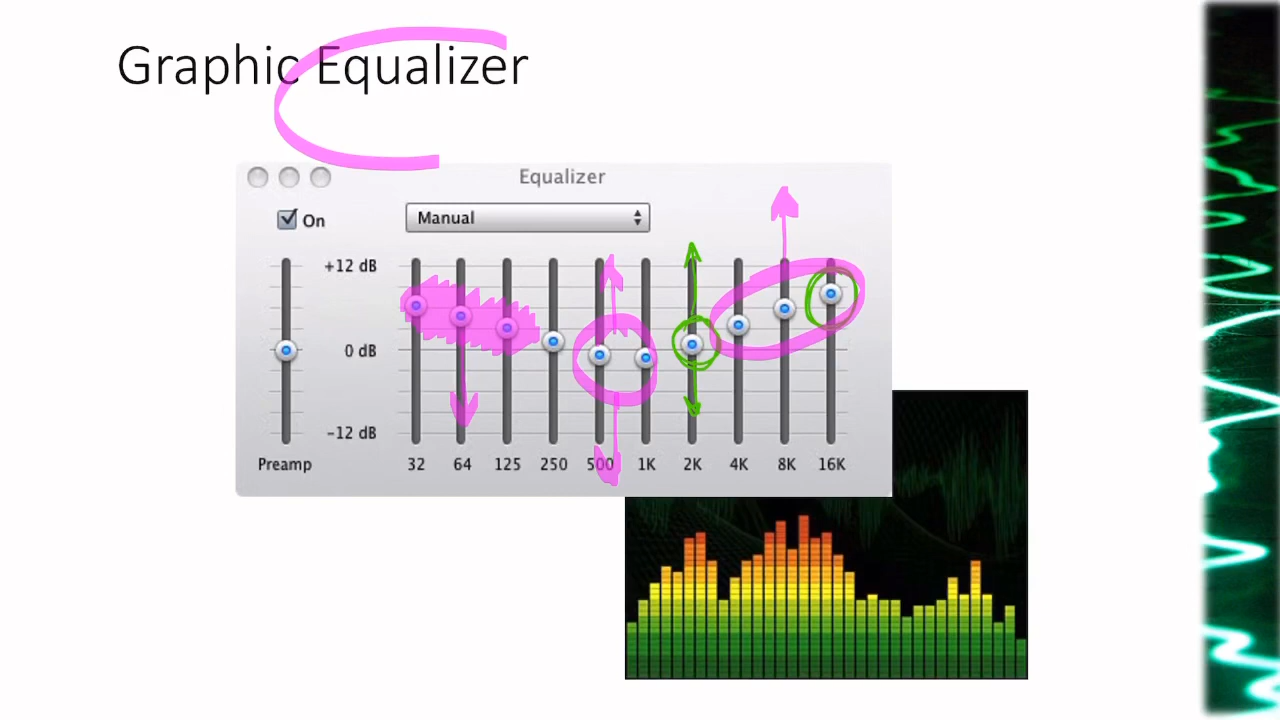 Graphic Equalizer
Equalizer
On
Manual
+12 dB
0 dB
-12 dB
Preamp 32 64 125 250 500 1K 2K 4K 8K 16K